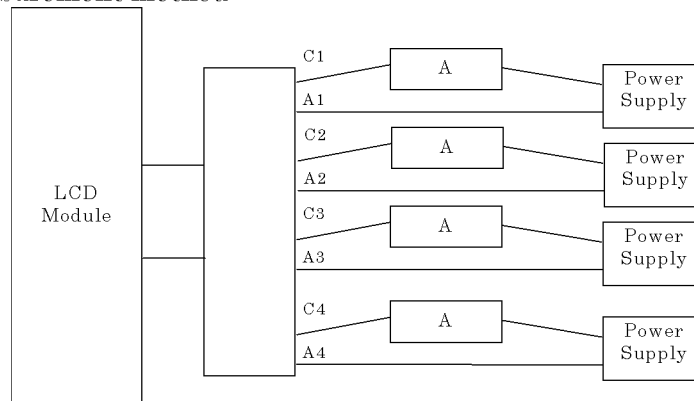 C1
A
Power
Supply
A1
C2
A
Power
Supply
A2
LCD
Module
C3
A
Power
Supply
A3
C4
A
Power
Supply
A4